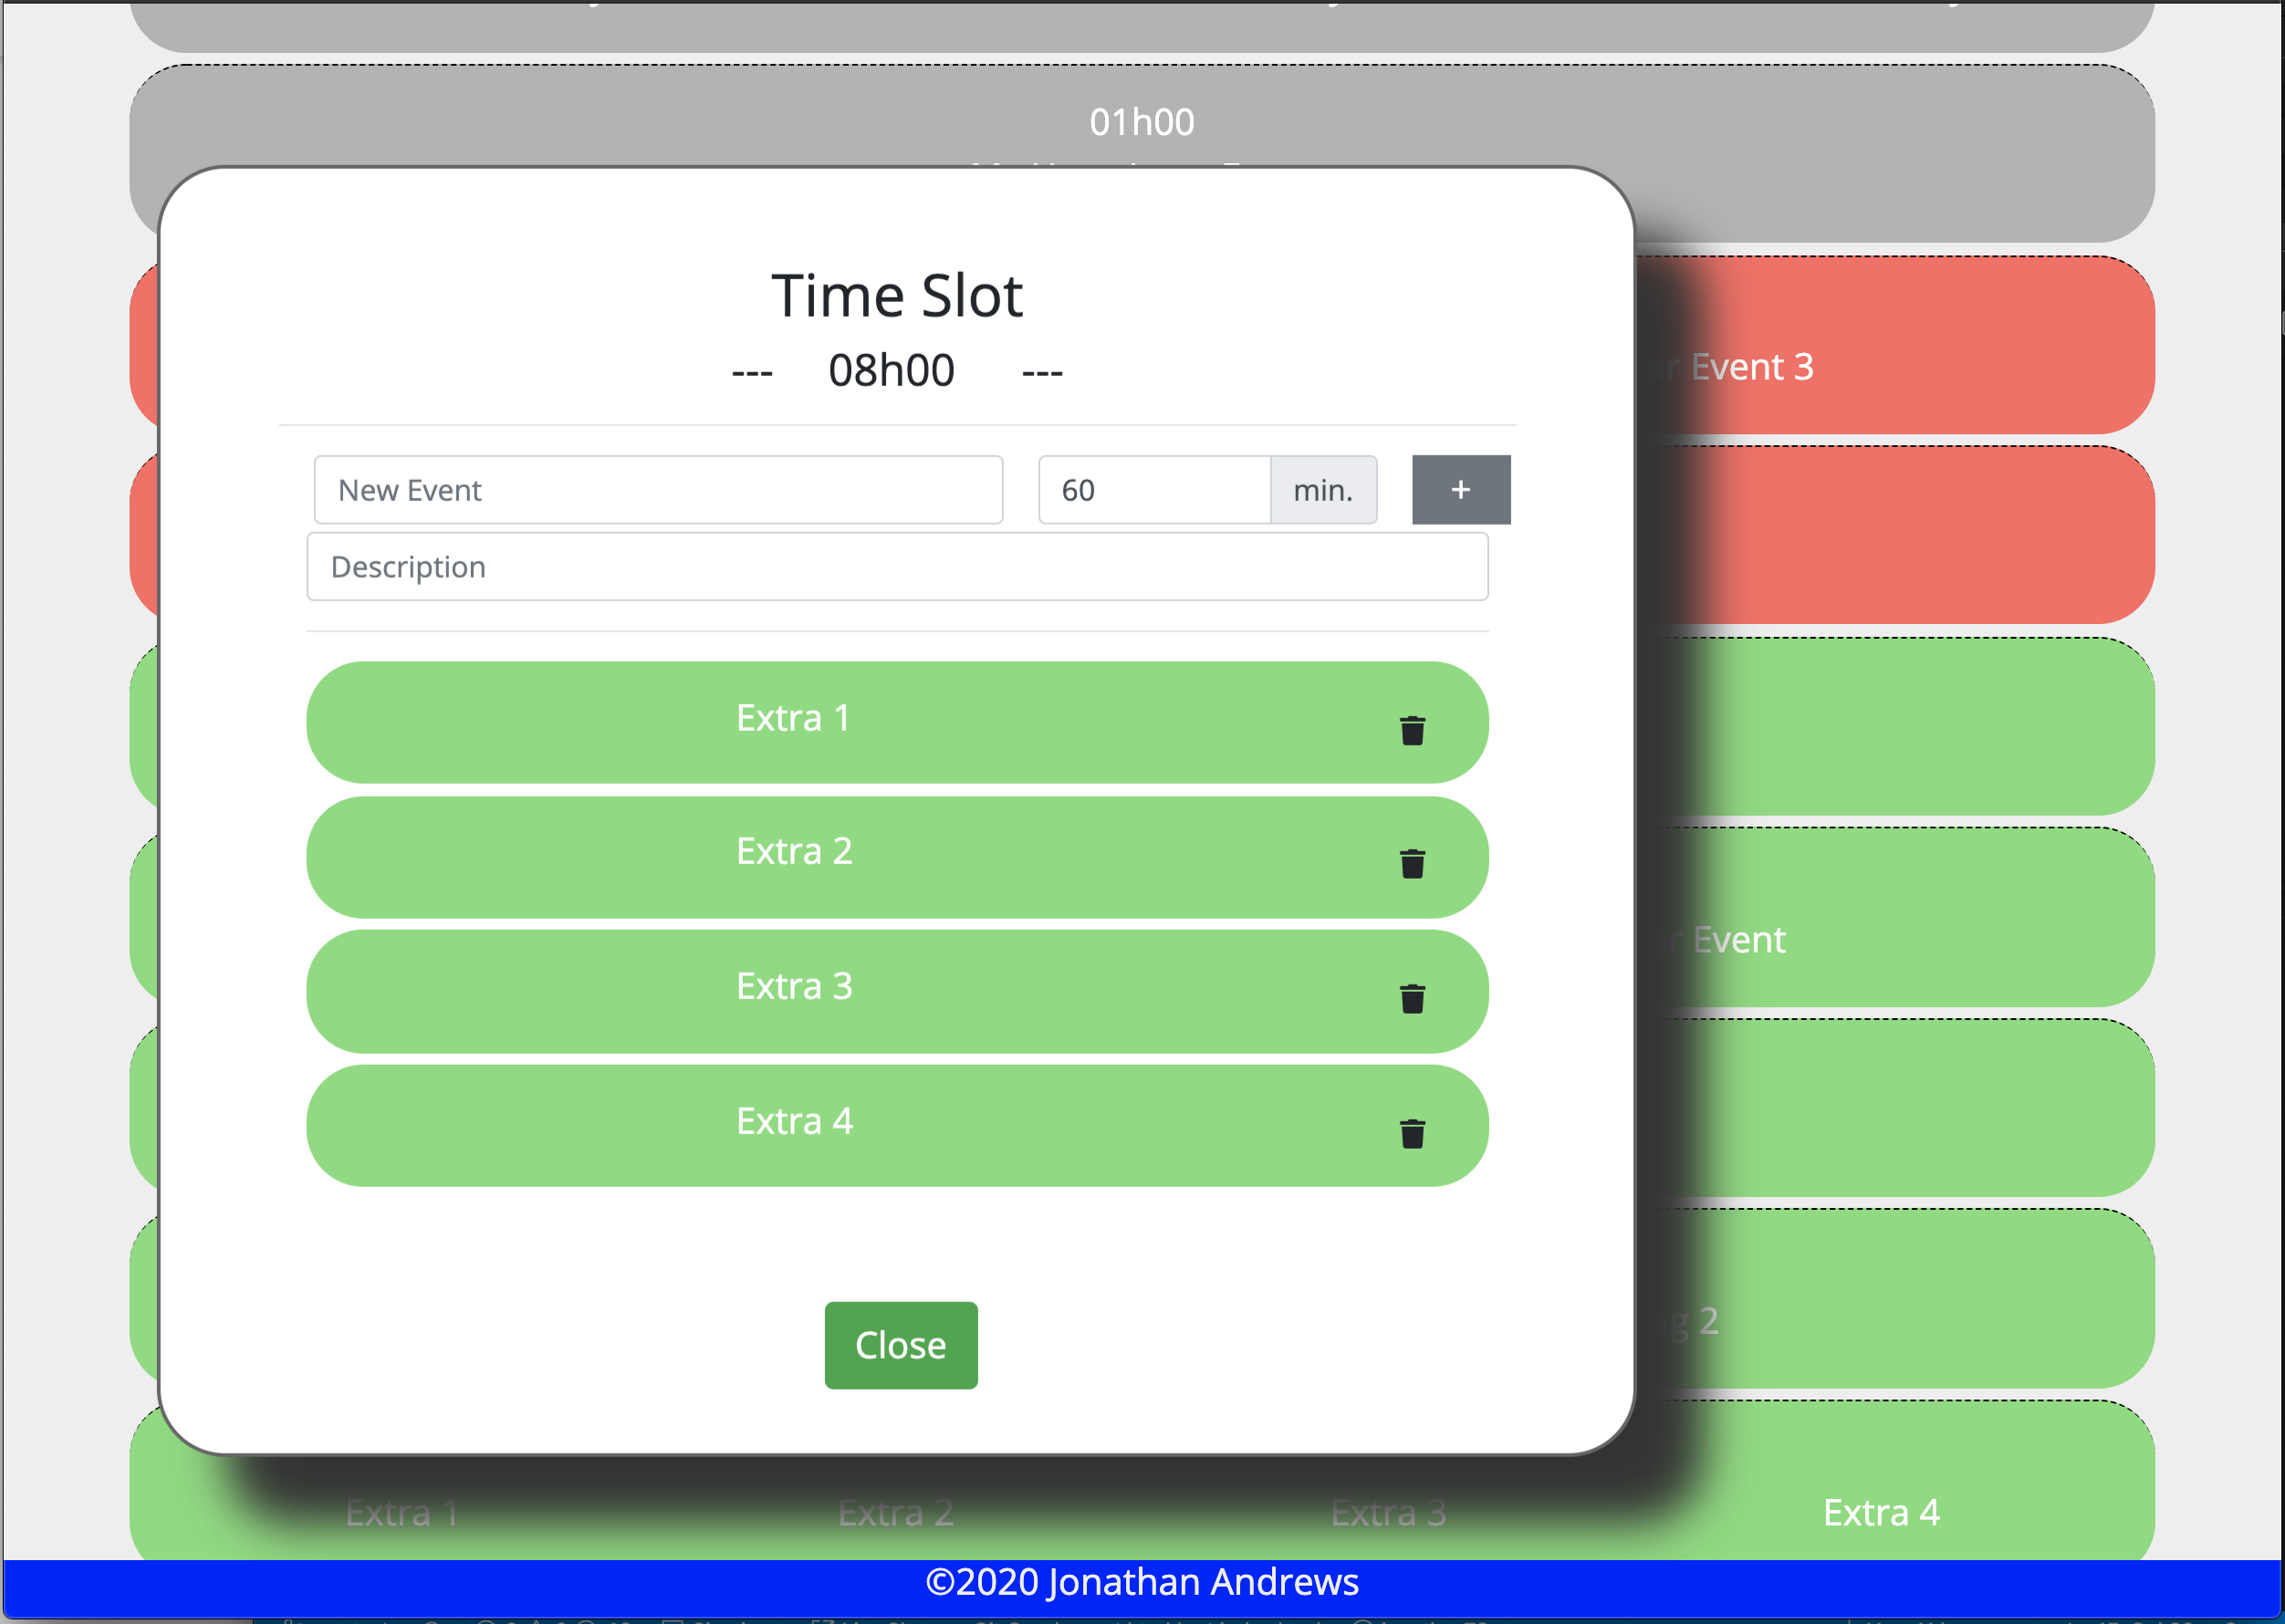 01h00
Time Slot
--- 08h00 ---
New Event 60 min. +
Description
Event 3
Extra 1
Extra 2
Extra 3
Extra 4
Event
2
Close
Extra 1 Extra 2 Extra 3 Extra 4
©2020 Jonathan Andrews